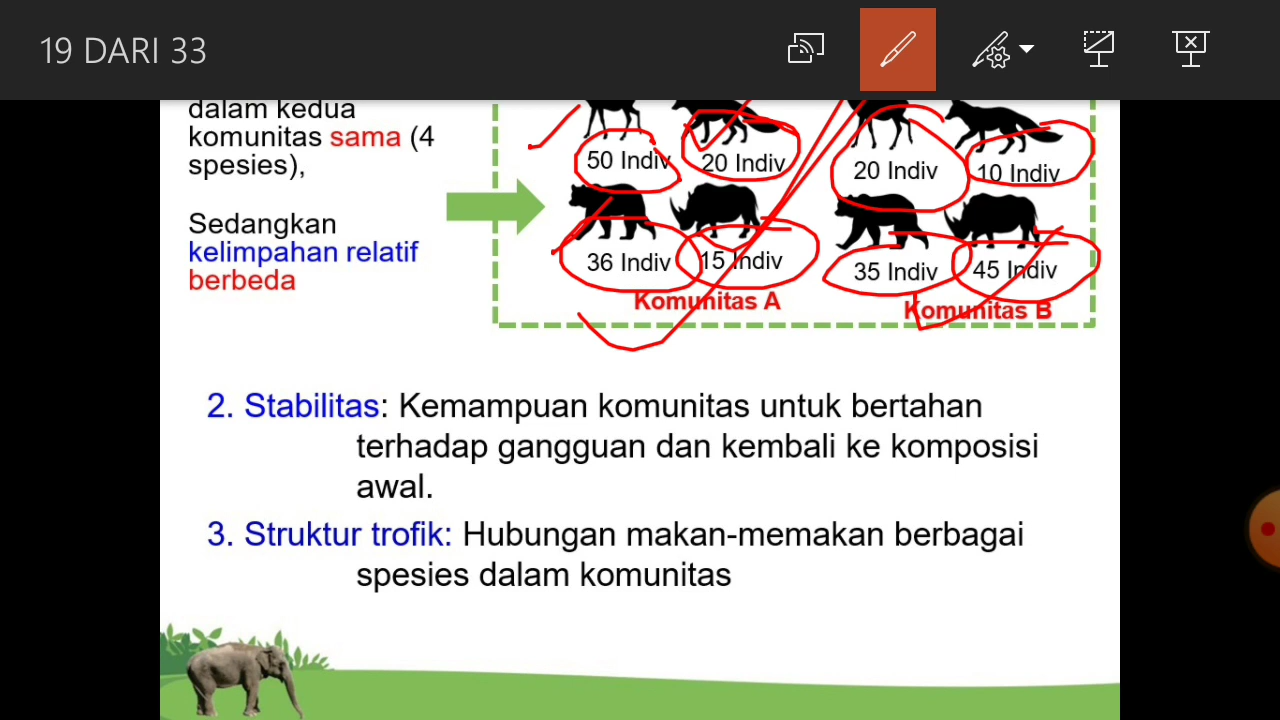 19 DARI 33
dalam kedua
komunitas sama (4
spesies),
Sedangkan
kelimpahan relatif
berbeda
50 Indiv
20 Indiv
20 Indiv
10 Indiv
36 Indiv
15 Indiv
35 Indiv
45 Indiv
Komunitas A
Komunitas B
2. Stabilitas: Kemampuan komunitas untuk bertahan
terhadap gangguan dan kembali ke komposisi
awal.
3. Struktur trofik: Hubungan makan-memakan berbagai
spesies dalam komunitas